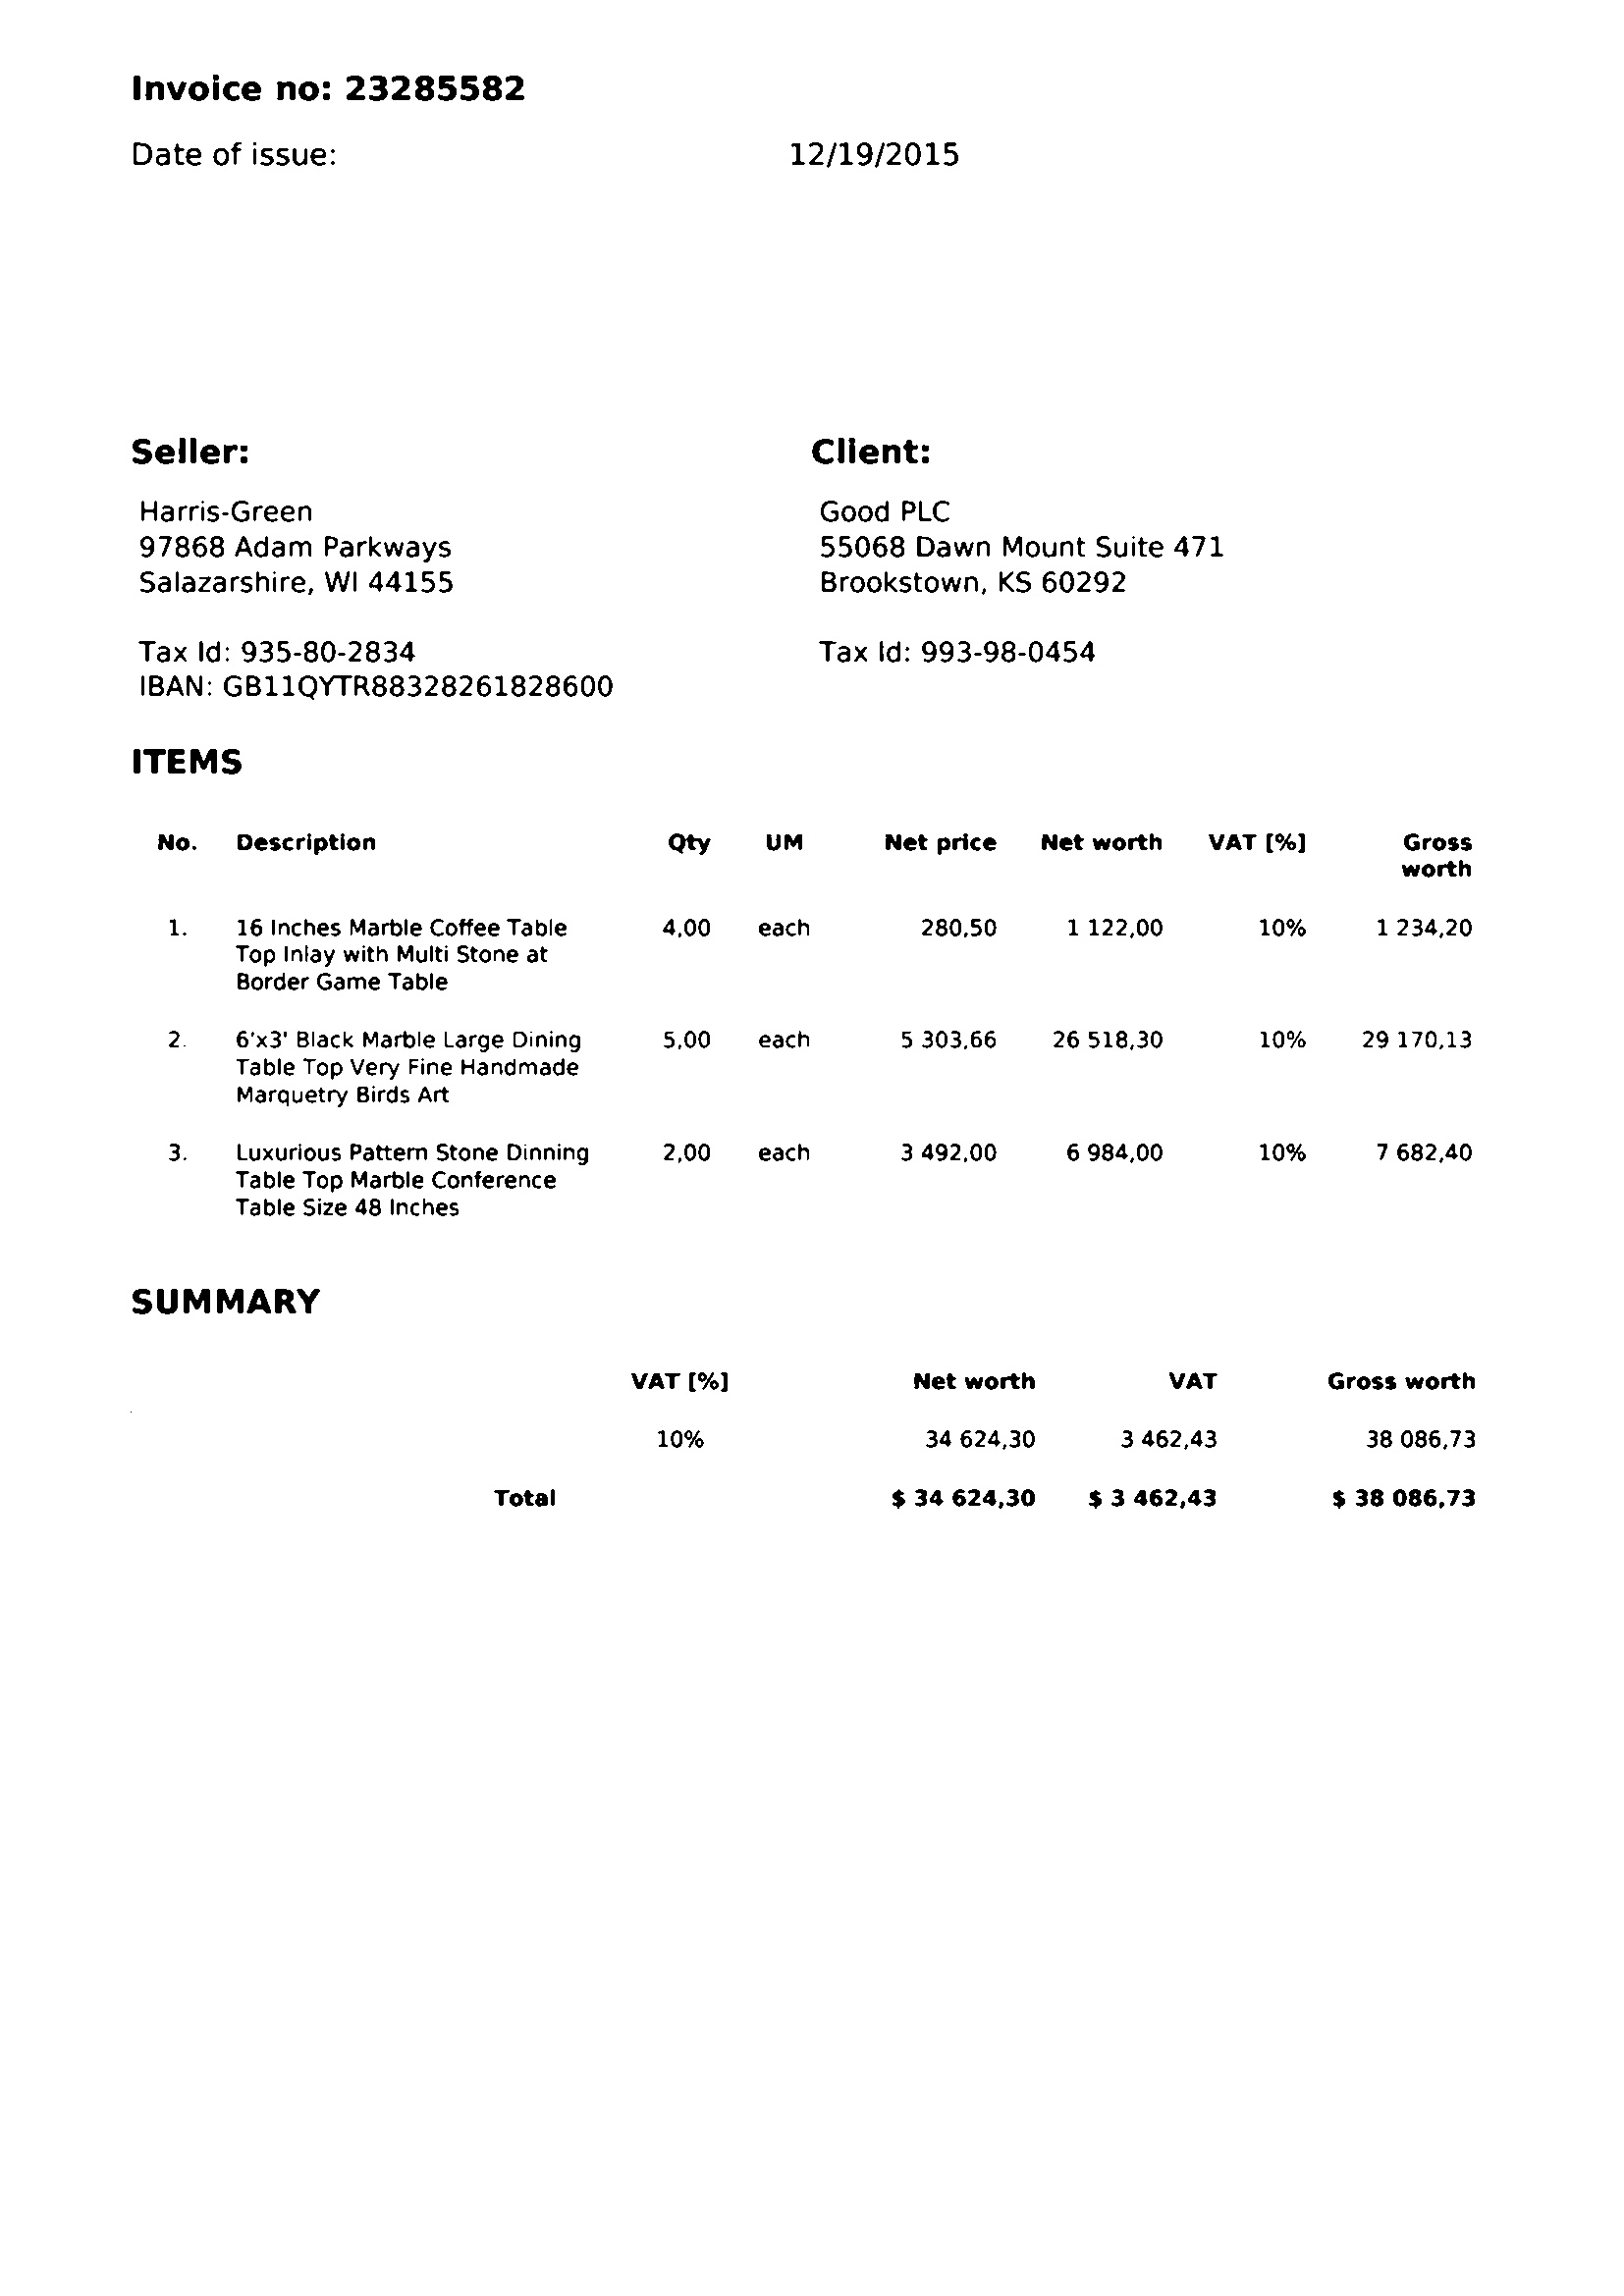 Invoice no: 23285582
Date of issue: 12/19/2015
Seller: Client:
Harris-Green Good PLC
97868 Adam Parkways 55068 Dawn Mount Suite 471
Salazarshire, WI 44155 Brookstown, KS 60292
Tax Id: 935-80-2834 Tax Id: 993-98-0454
IBAN: GB11QYTR88328261828600
ITEMS
No. Description Qty UM Net price Net worth VAT [%] Gross
worth
1. 16 Inches Marble Coffee Table 4,00 each 280,50 1 122,00 10% 1 234,20
Top Inlay with Multi Stone at
Border Game Table
2. 6'x3' Black Marble Large Dining 5,00 each 5 303,66 26 518,30 10% 29 170,13
Table Top Very Fine Handmade
Marquetry Birds Art
3. Luxurious Pattern Stone Dinning 2,00 each 3 492,00 6 984,00 10% 7 682,40
Table Top Marble Conference
Table Size 48 Inches
SUMMARY
VAT [%] Net worth VAT Gross worth
10% 34 624,30 3 462,43 38 086,73
Total $ 34 624,30 $ 3 462,43 $ 38 086,73